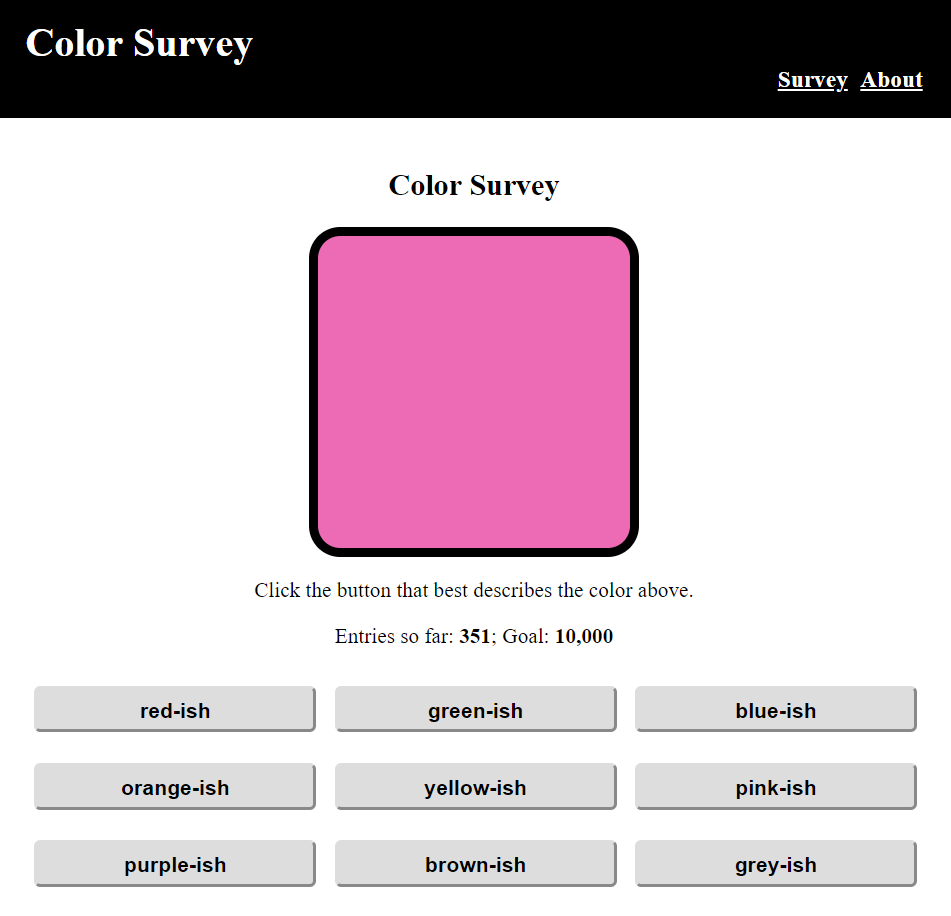 Color Survey
Survey About
Color Survey
Click the button that best describes the color above.
Entries so far: 351; Goal: 10,000
red-ish green-ish blue-ish
orange-ish yellow-ish pink-ish
purple-ish brown-ish grey-ish